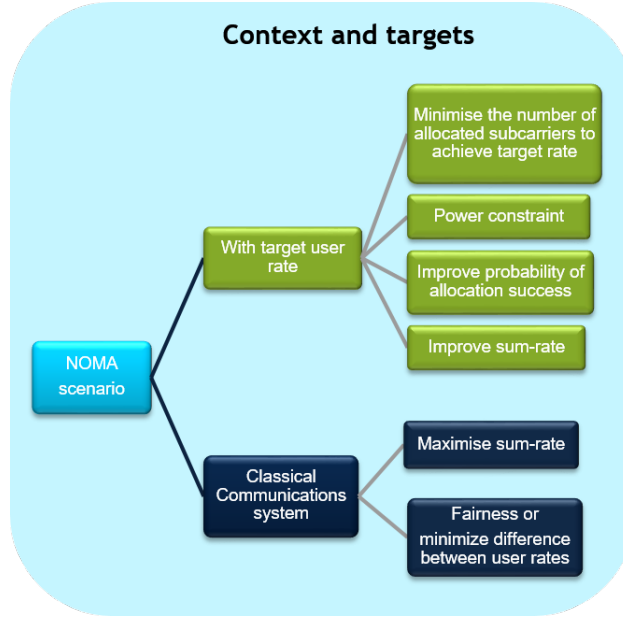 Context and targets
Minimise the number of
allocated subcarriers to
achieve target rate
Power constraint
With target user
rate
Improve probability of
allocation success
Improve sum-rate
NOMA
scenario
Maximise sum-rate
Classical
Communications
system
Fairness or
minimize difference
between user rates